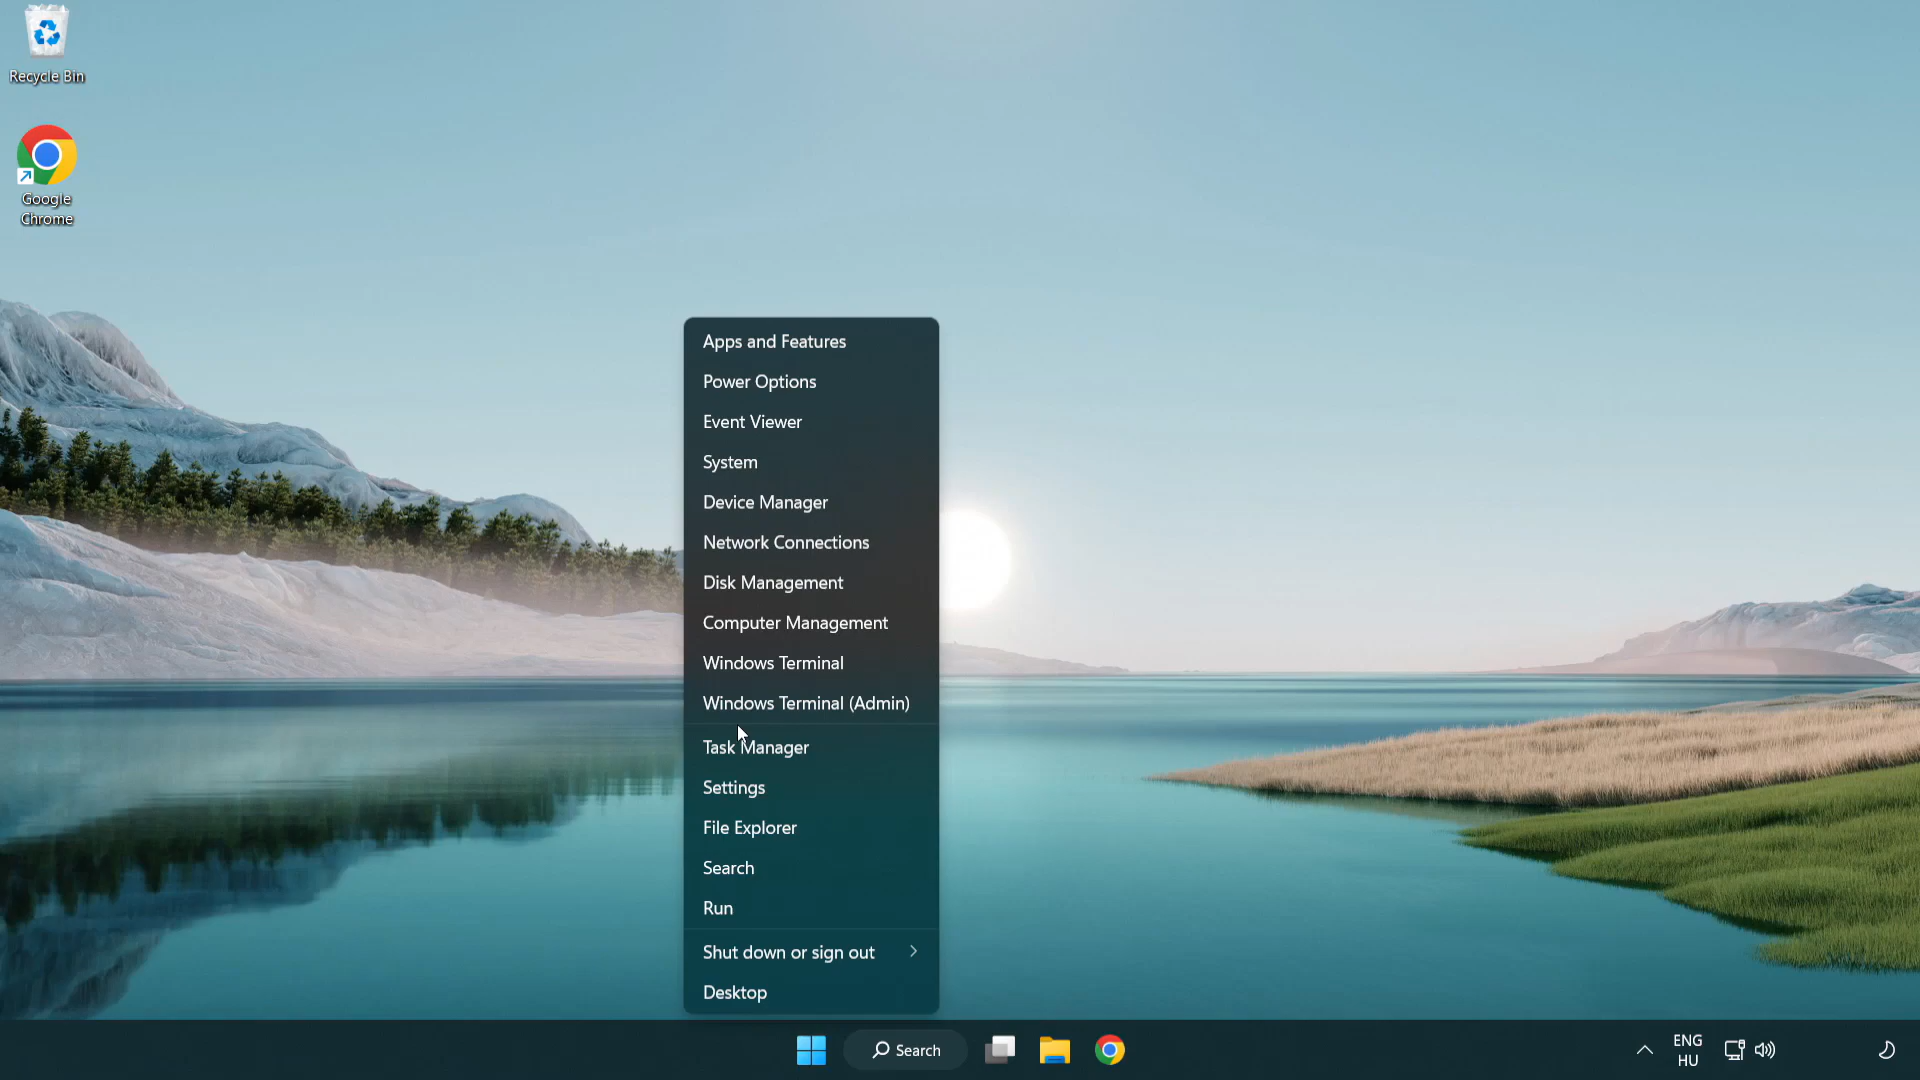 Recycle Bin
Google
Chrome
Apps and Features
Power Options
Event Viewer
System
Device Manager
Network Connections
Disk Management
Computer Management
Windows Terminal
Windows Terminal (Admin)
Task Manager
Settings
File Explorer
Search
Run
Shut down or sign out
Desktop
Search
ENG
HU